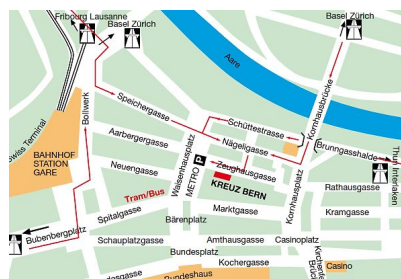 Fribourg Lausanne
Basel Zürich
Basel Zürich
Aare
Kornhausbrücke
Speichergasse
Schüttestrasse
Bollwerk
Nägeligasse
Brunngasshalde
Swiss Terminal
Aarbergergasse
BAHNHOF
STATION
GARE
Neuengasse
Waisenhausplatz
METRO P
Zeughausgasse
KREUZ BERN
Thun Interlaken
Tram/Bus
Rathausgasse
Spitalgasse
Marktgasse
Kornhausplatz
Kramgasse
Bärenplatz
Bubenbergplatz
Schauplatzgasse
Amthausgasse
Casinoplatz
Bundesplatz
Kochergasse
Casino
Bundeshaus